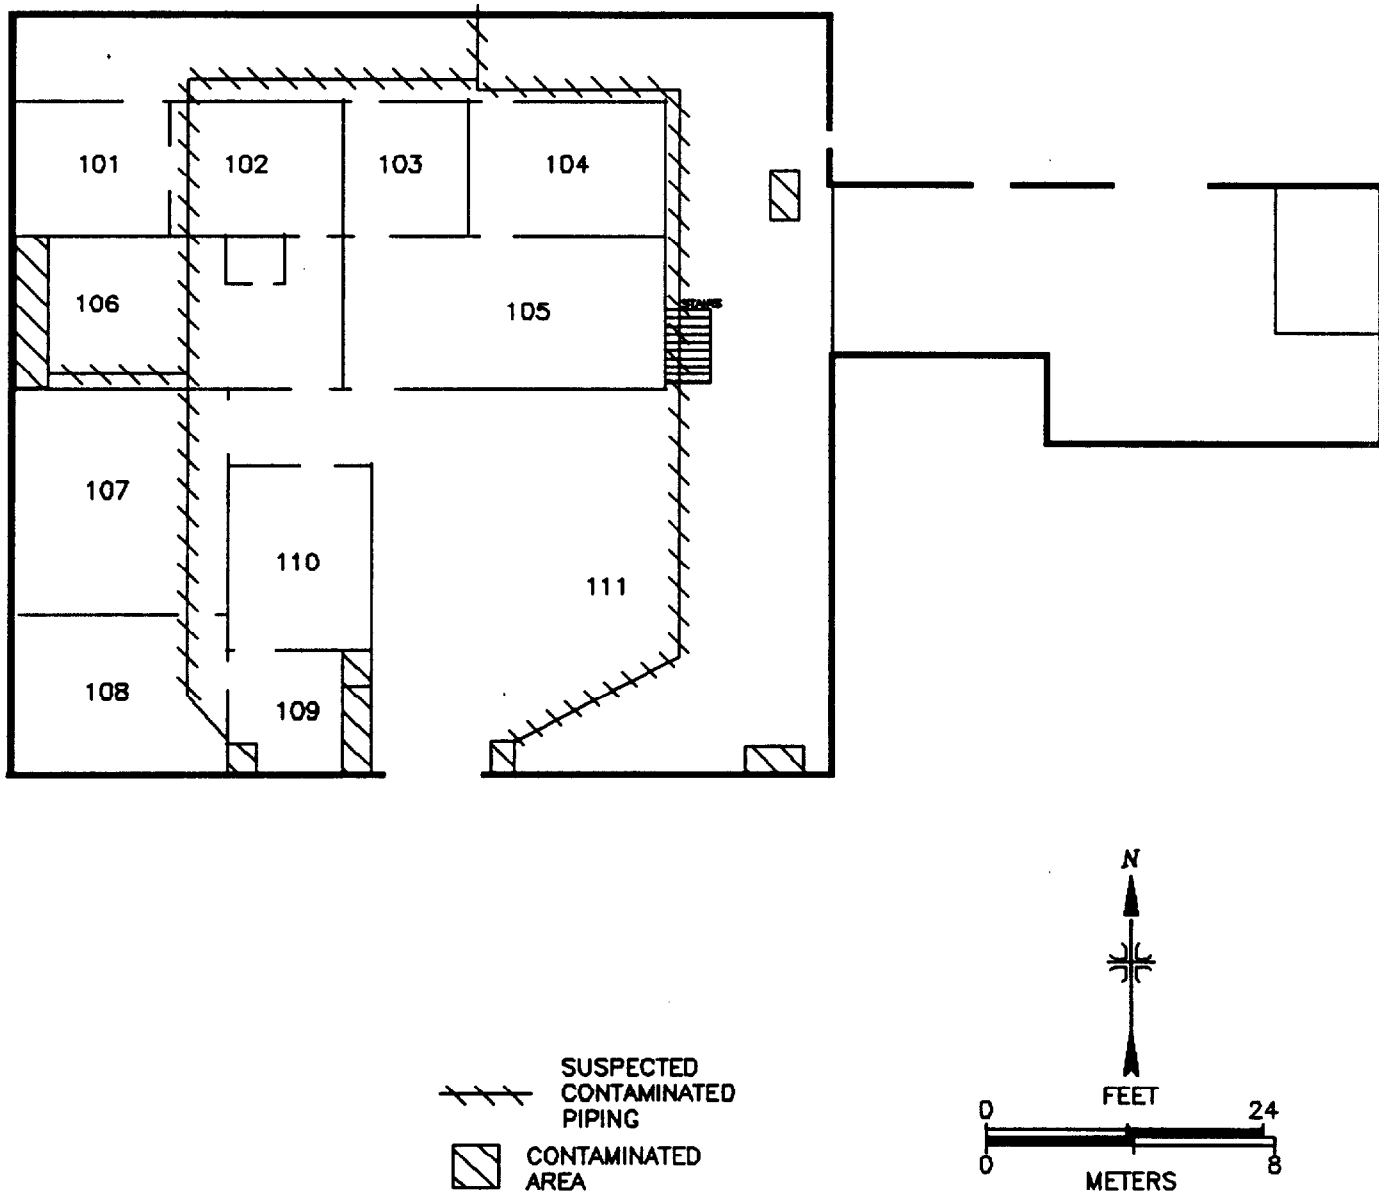 101
102
103
104
106
105
STAIRS
107
110
111
108
109
N
SUSPECTED
CONTAMINATED
PIPING
CONTAMINATED
AREA
FEET
0 24
0 8
METERS